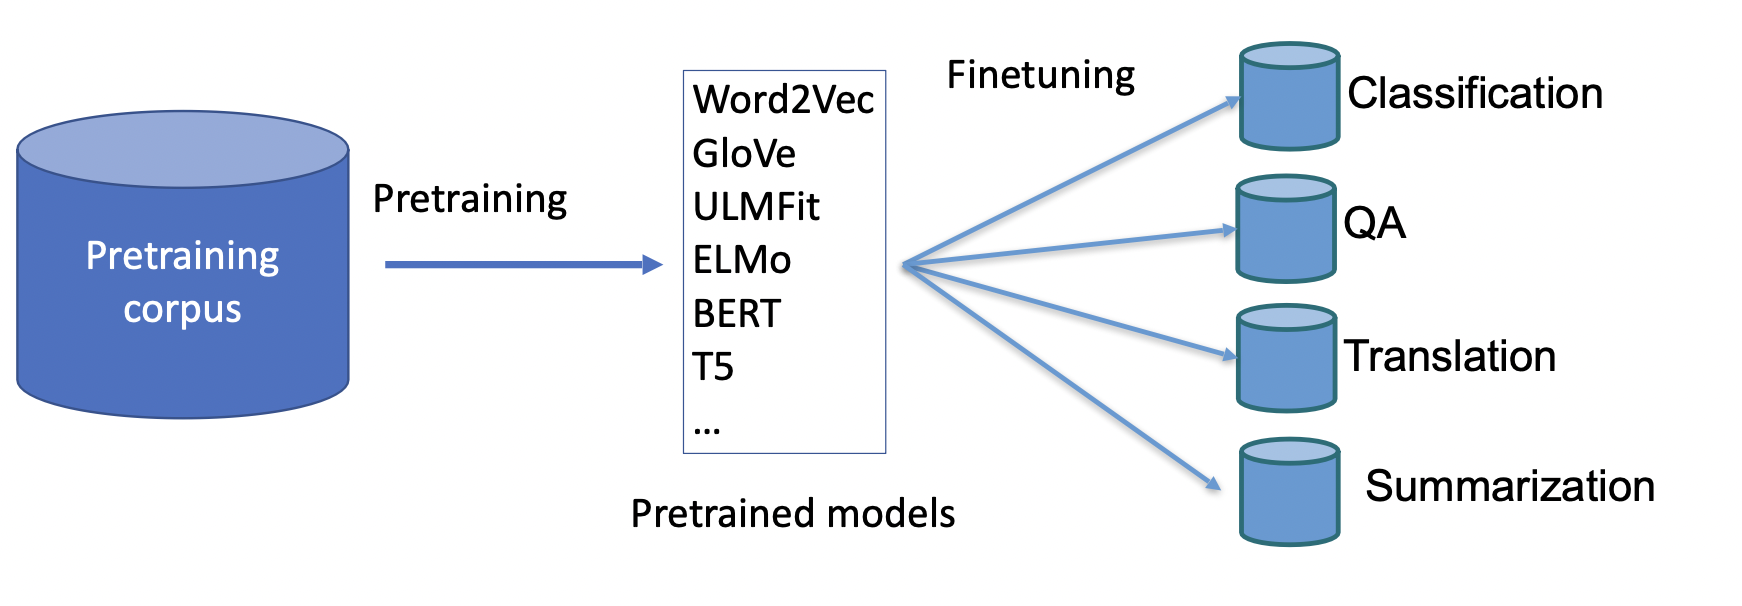 Pretraining
corpus
Pretraining
Word2Vec
GloVe
ULMFit
ELMo
BERT
T5
...
Pretrained models
Finetuning
Classification
QA
Translation
Summarization